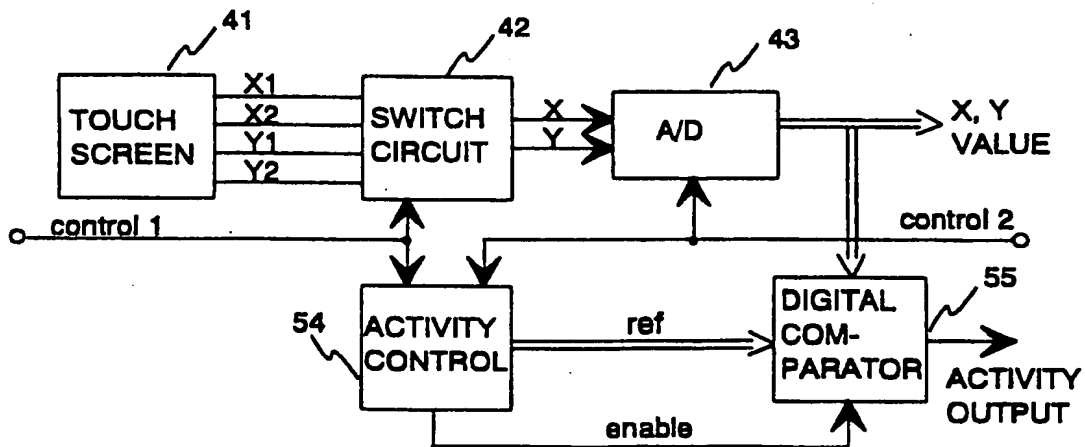 41
42
43
TOUCH
SCREEN
X1
X2
Y1
Y2
SWITCH
CIRCUIT
X
Y
A/D
X, Y
VALUE
control 1
control 2
54
ACTIVITY
CONTROL
ref
enable
DIGITAL
COM-
PARATOR
55
ACTIVITY
OUTPUT